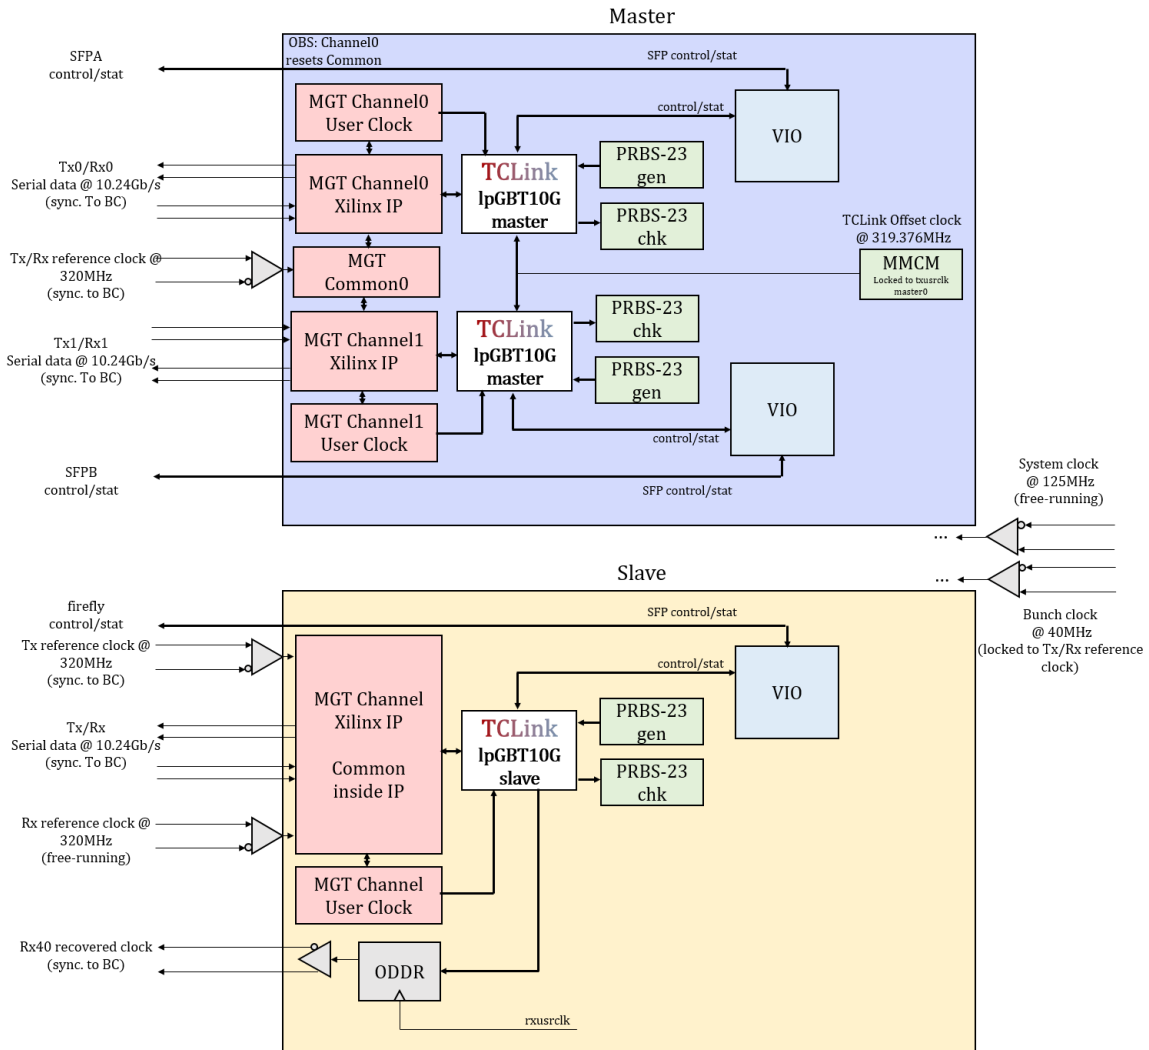 Master
OBS: Channel0
resets Common
SFPA
control/stat
SFP control/stat
MGT Channel0
User Clock
control/stat
VIO
Tx0/Rx0
Serial data @ 10.24Gb/s
(sync. To BC)
MGT Channel0
Xilinx IP
TCLink
lpGBT10G
master
PRBS-23
gen
PRBS-23
chk
TCLink Offset clock
@ 319.376MHz
MMCM
Locked to txusrclk
master0
Tx/Rx reference clock @
320MHz
(sync. to BC)
MGT
Common0
Tx1/Rx1
Serial data @ 10.24Gb/s
(sync. To BC)
MGT Channel1
Xilinx IP
TCLink
lpGBT10G
master
PRBS-23
chk
PRBS-23
gen
MGT Channel1
User Clock
VIO
control/stat
SFPB
control/stat
SFP control/stat
System clock
@ 125MHz
(free-running)
...
...
Bunch clock
@ 40MHz
(locked to Tx/Rx reference
clock)
Slave
firefly
control/stat
SFP control/stat
Tx reference clock @
320MHz
(sync. to BC)
control/stat
VIO
MGT Channel
Xilinx IP
Common
inside IP
Tx/Rx
Serial data @ 10.24Gb/s
(sync. To BC)
TCLink
lpGBT10G
slave
PRBS-23
gen
PRBS-23
chk
Rx reference clock @
320MHz
(free-running)
MGT Channel
User Clock
Rx40 recovered clock
(sync. to BC)
ODDR
rxusrclk